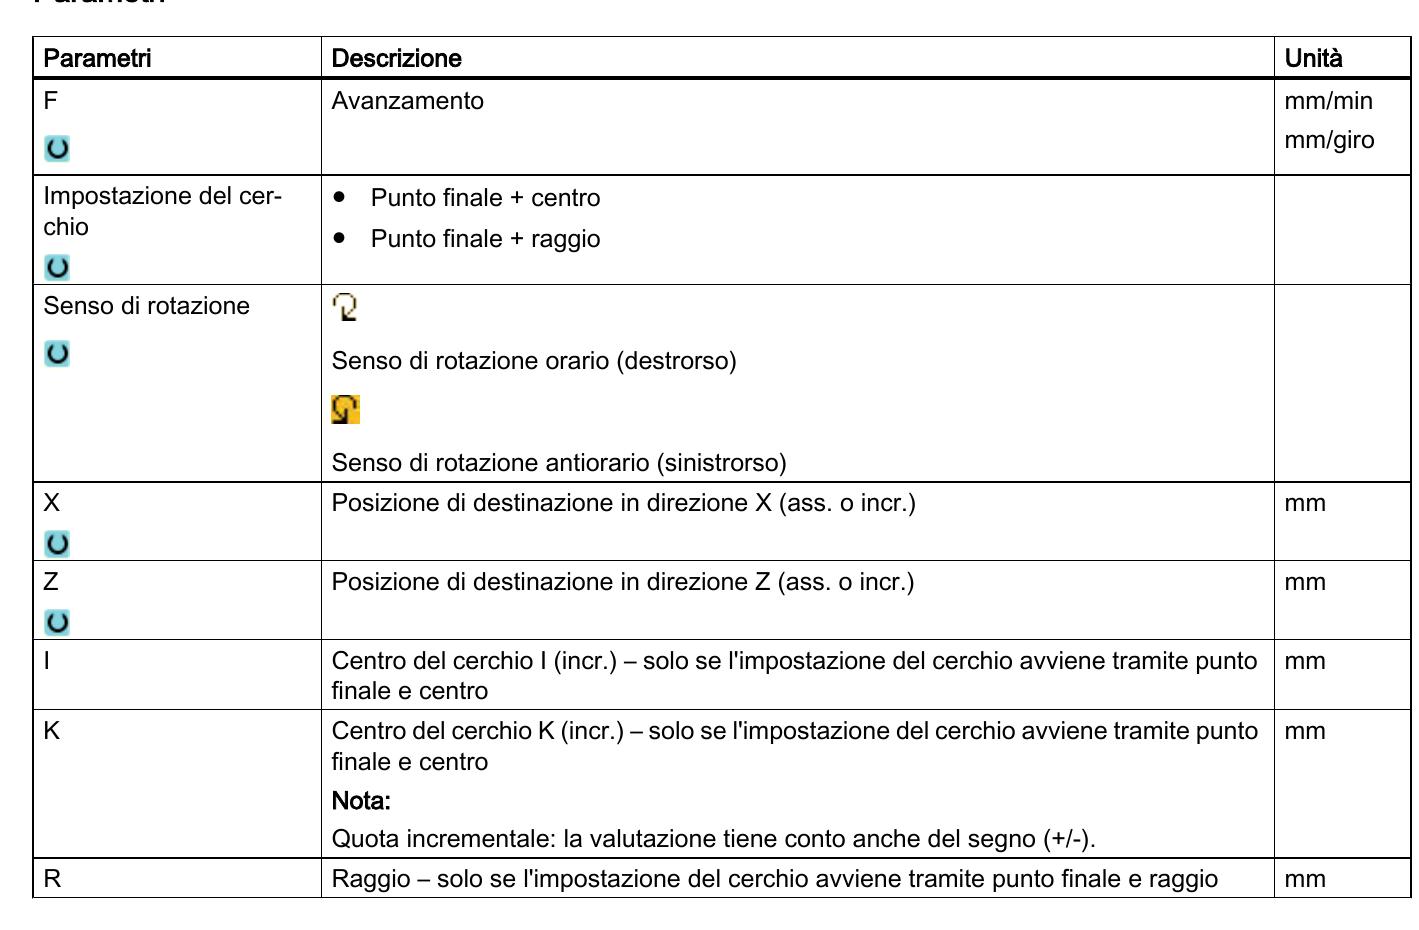 Parametri
Parametri Descrizione Unità
F Avanzamento mm/min
mm/giro
Impostazione del cer-
chio
● Punto finale + centro
● Punto finale + raggio
Senso di rotazione
Senso di rotazione orario (destrorso)
Senso di rotazione antiorario (sinistrorso)
X Posizione di destinazione in direzione X (ass. o incr.) mm
Z Posizione di destinazione in direzione Z (ass. o incr.) mm
I Centro del cerchio I (incr.) – solo se l'impostazione del cerchio avviene tramite punto mm
finale e centro
K Centro del cerchio K (incr.) – solo se l'impostazione del cerchio avviene tramite punto mm
finale e centro
Nota:
Quota incrementale: la valutazione tiene conto anche del segno (+/-).
R Raggio – solo se l'impostazione del cerchio avviene tramite punto finale e raggio mm